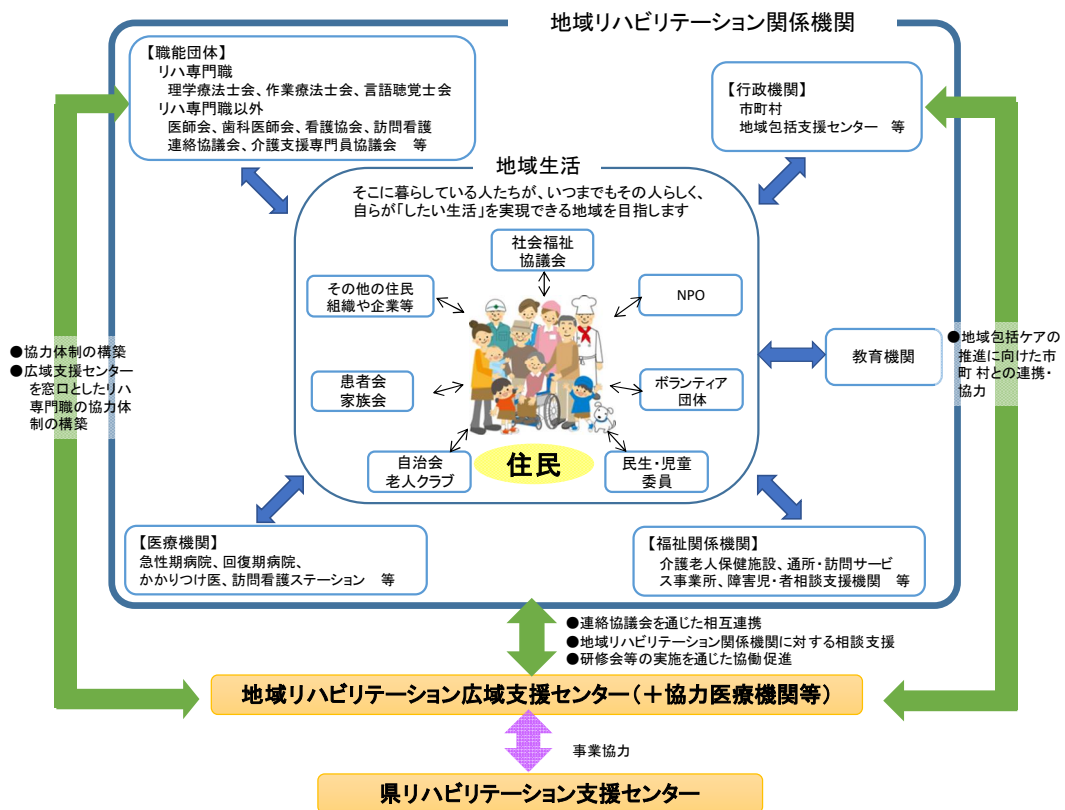 地域リハビリテーション関係機関
【職能団体】
リハ専門職
理学療法士会、作業療法士会、言語聴覚士会
リハ専門職以外
医師会、歯科医師会、看護協会、訪問看護
連絡協議会、介護支援専門員協議会　等
【行政機関】
市町村
地域包括支援センター　等
地域生活
そこに暮らしている人たちが、いつまでもその人らしく、
自らが「したい生活」を実現できる地域を目指します
社会福祉
協議会
その他の住民
組織や企業等
NPO
患者会
家族会
ボランティア
団体
自治会
老人クラブ
住民
民生・児童
委員
教育機関
●協力体制の構築
●広域支援センター
を窓口としたリハ
専門職の協力体
制の構築
●地域包括ケアの
推進に向けた市
町村との連携・
協力
【医療機関】
急性期病院、回復期病院、
かかりつけ医、訪問看護ステーション　等
【福祉関係機関】
介護老人保健施設、通所・訪問サービ
ス事業所、障害児・者相談支援機関　等
●連絡協議会を通じた相互連携
●地域リハビリテーション関係機関に対する相談支援
●研修会等の実施を通じた協働促進
地域リハビリテーション広域支援センター（＋協力医療機関等）
事業協力
県リハビリテーション支援センター